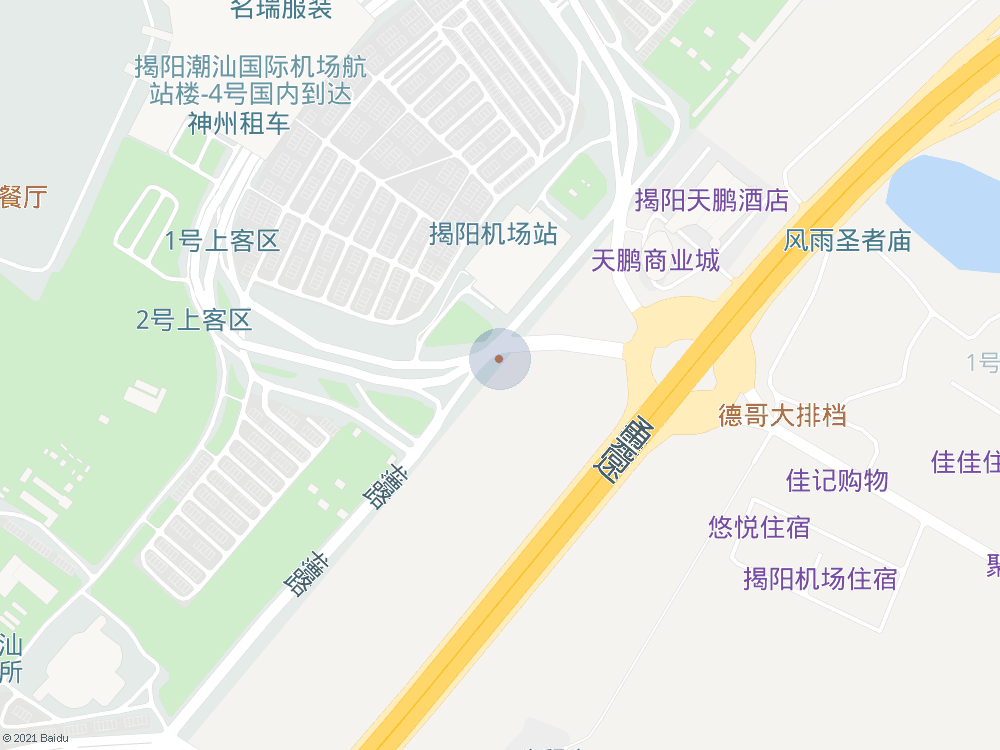 名瑞服装
揭阳潮汕国际机场航
站楼-4号国内到达
神州租车
餐厅
揭阳天鹏酒店
1号上客区
揭阳机场站
风雨圣者庙
天鹏商业城
2号上客区
1号
德哥大排档
佳佳住
佳记购物
悠悦住宿
聚
揭阳机场住宿
汕
所
© 2021 Baidu